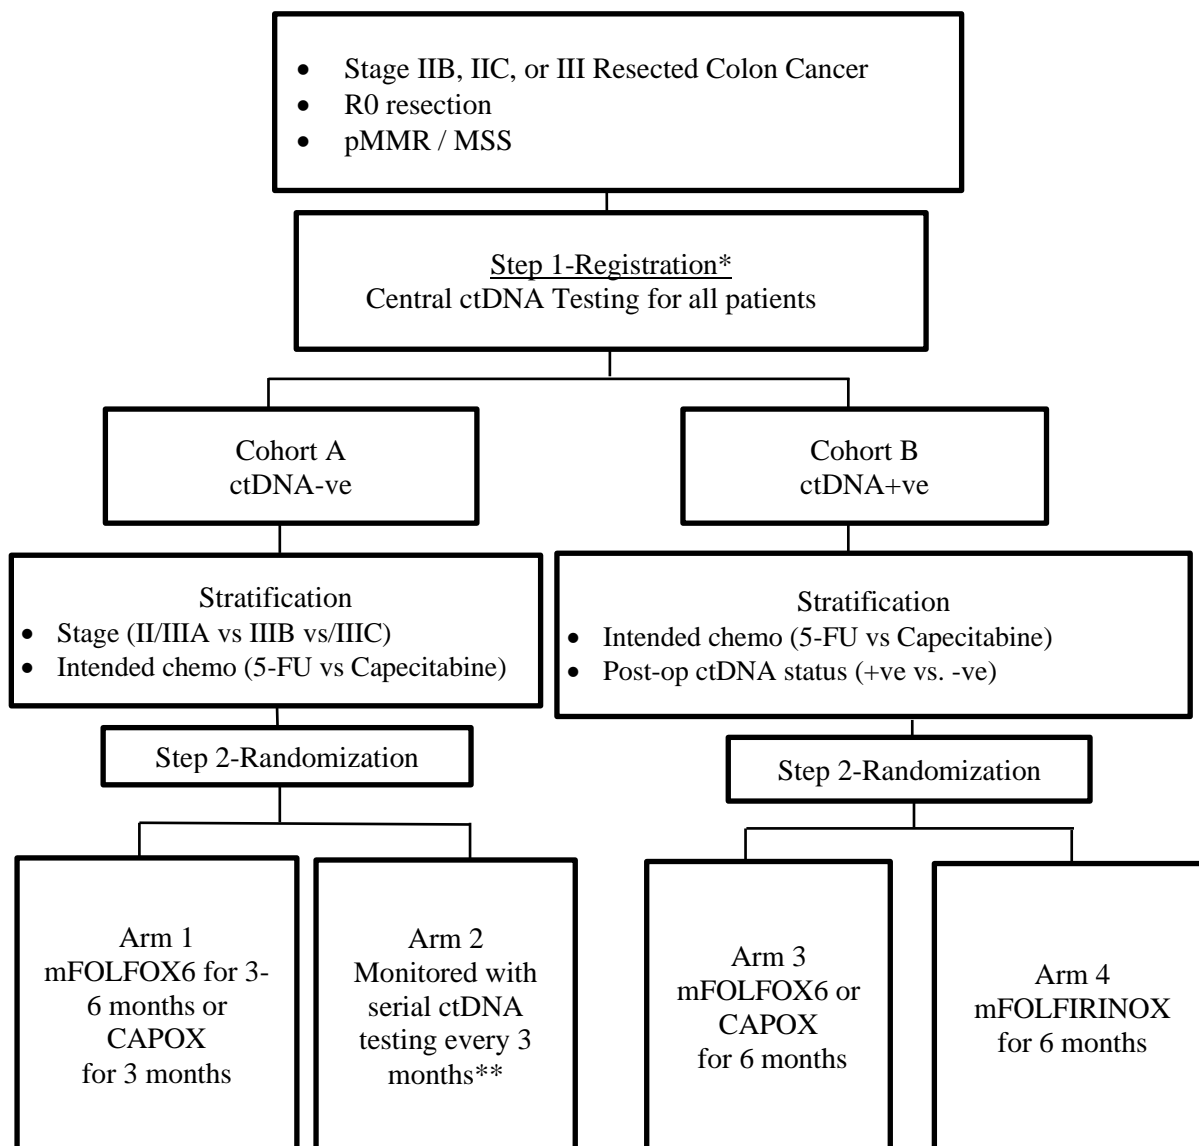 • Stage IIB, IIC, or III Resected Colon Cancer
• R0 resection
• pMMR / MSS
Step 1-Registration*
Central ctDNA Testing for all patients
Cohort A
ctDNA-ve
Cohort B
ctDNA+ve
Stratification
• Stage (II/IIIA vs IIIB vs/IIIC)
• Intended chemo (5-FU vs Capecitabine)
Stratification
• Intended chemo (5-FU vs Capecitabine)
• Post-op ctDNA status (+ve vs. -ve)
Step 2-Randomization
Step 2-Randomization
Arm 1
mFOLFOX6 for 3-
6 months or
CAPOX
for 3 months
Arm 2
Monitored with
serial ctDNA
testing every 3
months**
Arm 3
mFOLFOX6 or
CAPOX
for 6 months
Arm 4
mFOLFIRINOX
for 6 months